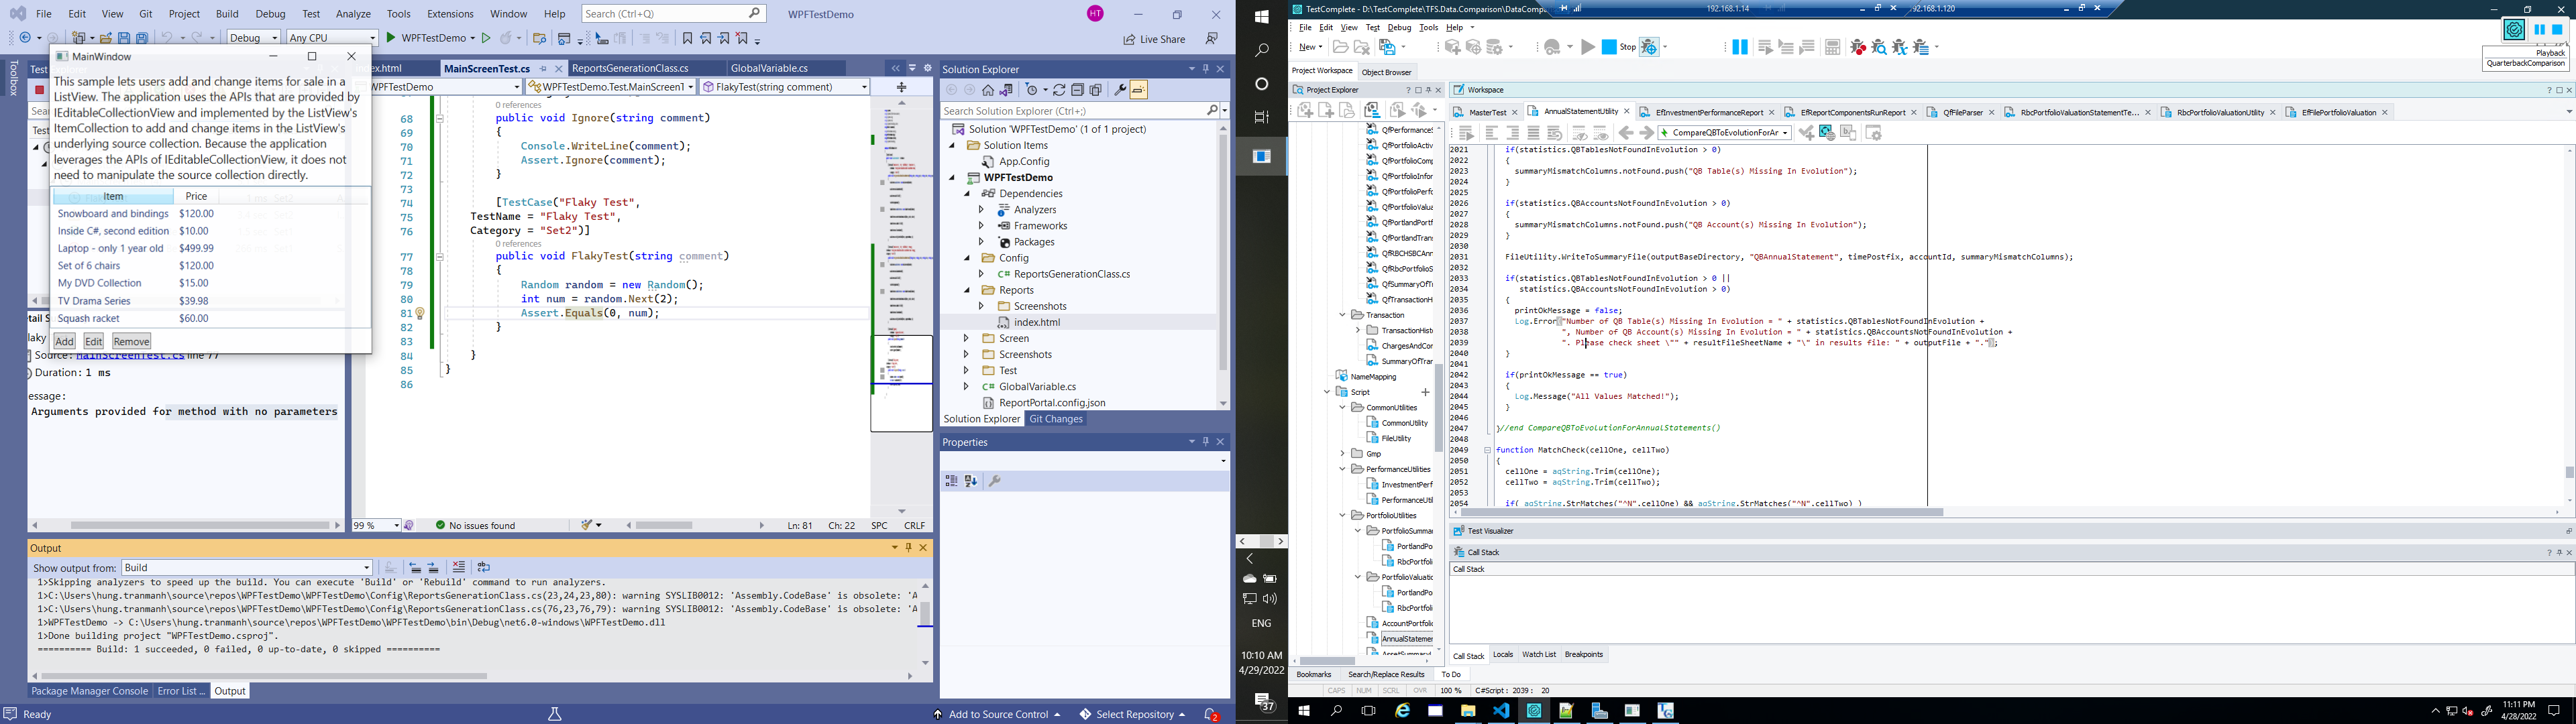 File Edit View Git Project Build Debug Test Analyze Tools Extensions Window Help Search (Ctrl+Q) WPFTestDemo HT
Debug Any CPU WPFTestDemo Live Share
Toolbox
MainWindow
This sample lets users add and change items for sale in a
ListView. The application uses the APIs that are provided by
IEditableCollectionView and implemented by the ListView's
ItemCollection to add and change items in the ListView's
underlying source collection. Because the application
leverages the APIs of IEditableCollectionView, it does not
need to manipulate the source collection directly.
Item Price
Snowboard and bindings $120.00
Inside C#, second edition $10.00
Laptop - only 1 year old $499.99
Set of 6 chairs $120.00
My DVD Collection $15.00
TV Drama Series $39.98
Squash racket $60.00
Add Edit Remove
Source: MainScreenTest.cs line 77
Duration: 1 ms
essage:
Arguments provided for method with no parameters
index.html MainScreenTest.cs ReportsGenerationClass.cs GlobalVariable.cs
WPFTestDemo WPFTestDemo.Test.MainScreenT FlakyTest(string comment)
0 references
68 public void Ignore(string comment)
69 {
70 Console.WriteLine(comment);
71 Assert.Ignore(comment);
72 }
73
74 [TestCase("Flaky Test",
75 TestName = "Flaky Test",
76 Category = "Set2")]
0 references
77 public void FlakyTest(string comment)
78 {
79 Random random = new Random();
80 int num = random.Next(2);
81 Assert.Equals(0, num);
82 }
83
84 }
85 }
86
99 % No issues found Ln: 81 Ch: 22 SPC CRLF
Solution Explorer
Search Solution Explorer (Ctrl+;)
Solution 'WPFTestDemo' (1 of 1 project)
Solution Items
App.Config
WPFTestDemo
Dependencies
Analyzers
Frameworks
Packages
Config
C# ReportsGenerationClass.cs
Reports
Screenshots
index.html
Screen
Screenshots
Test
C# GlobalVariable.cs
ReportPortal.config.json
Solution Explorer Git Changes
Properties
Output
Show output from: Build
1>Skipping analyzers to speed up the build. You can execute 'Build' or 'Rebuild' command to run analyzers.
1>C:\Users\hung.tranmanh\source\repos\WPFTestDemo\WPFTestDemo\Config\ReportsGenerationClass.cs(23,24,23,80): warning SYSLIB0012: 'Assembly.CodeBase' is obsolete: 'A
1>C:\Users\hung.tranmanh\source\repos\WPFTestDemo\WPFTestDemo\Config\ReportsGenerationClass.cs(76,23,76,79): warning SYSLIB0012: 'Assembly.CodeBase' is obsolete: 'A
1>WPFTestDemo -> C:\Users\hung.tranmanh\source\repos\WPFTestDemo\WPFTestDemo\bin\Debug\net6.0-windows\WPFTestDemo.dll
1>Done building project "WPFTestDemo.csproj".
========== Build: 1 succeeded, 0 failed, 0 up-to-date, 0 skipped ==========
Package Manager Console Error List ... Output
Ready Add to Source Control Select Repository 2
ENG
10:10 AM
4/29/2022
37
TestComplete - D:\TestComplete\TFS.Data.Comparison\DataCompar 192.168.1.14 192.168.1.120
File Edit View Test Debug Tools Help
New Stop
Playback
QuarterbackComparison
Project Workspace Object Browser
Project Explorer
QfPerformanceS
QfPortfolioActiv
QfPortfolioComp
QfPortfolioInfor
QfPortfolioPerfo
QfPortfolioValua
QfPortlandPortf
QfPortlandTrans
QfRBCHSBCAnn
QfRbcPortfolioS
QfSummaryOfT
QfTransactionH
Transaction
TransactionHisto
ChargesAndCor
SummaryOfTrar
NameMapping
Script
CommonUtilities
CommonUtility
FileUtility
Gmp
PerformanceUtilities
InvestmentPerf
PerformanceUtil
PortfolioUtilities
PortfolioSummar
PortlandPo
RbcPortfol
PortfolioValuatio
PortlandPo
RbcPortfoli
AccountPortfolio
AnnualStatemer
Workspace
MasterTest AnnualStatementUtility EfInvestmentPerformanceReport EfReportComponentsRunReport QfFileParser RbcPortfolioValuationStatementTe... RbcPortfolioValuationUtility EfFilePortfolioValuation
CompareQBToEvolutionForAr
2021 if(statistics.QBTablesNotFoundInEvolution > 0)
2022 {
2023 summaryMismatchColumns.notFound.push("QB Table(s) Missing In Evolution");
2024 }
2025
2026 if(statistics.QBAccountsNotFoundInEvolution > 0)
2027 {
2028 summaryMismatchColumns.notFound.push("QB Account(s) Missing In Evolution");
2029 }
2030
2031 FileUtility.WriteToSummaryFile(outputBaseDirectory, "QBAnnualStatement", timePostfix, accountId, summaryMismatchColumns);
2032
2033 if(statistics.QBTablesNotFoundInEvolution > 0 ||
2034 statistics.QBAccountsNotFoundInEvolution > 0)
2035 {
2036 printOkMessage = false;
2037 Log.Error("Number of QB Table(s) Missing In Evolution = " + statistics.QBTablesNotFoundInEvolution +
2038 ", Number of QB Account(s) Missing In Evolution = " + statistics.QBAccountsNotFoundInEvolution +
2039 ". Please check sheet \"" + resultFileSheetName + "\" in results file: " + outputFile + ".");
2040 }
2041
2042 if(printOkMessage == true)
2043 {
2044 Log.Message("All Values Matched!");
2045 }
2046
2047 }//end CompareQBToEvolutionForAnnualStatements()
2048
2049 function MatchCheck(cellOne, cellTwo)
2050 {
2051 cellOne = aqString.Trim(cellOne);
2052 cellTwo = aqString.Trim(cellTwo);
2053
2054 if( aqString.StrMatches("^N",cellOne) && aqString.StrMatches("^N",cellTwo) )
Test Visualizer
Call Stack
Call Stack
Call Stack Locals Watch List Breakpoints
Bookmarks Search/Replace Results To Do
CAPS NUM SCRL OVR 100 % C#Script : 2039 : 20
11:11 PM
4/28/2022